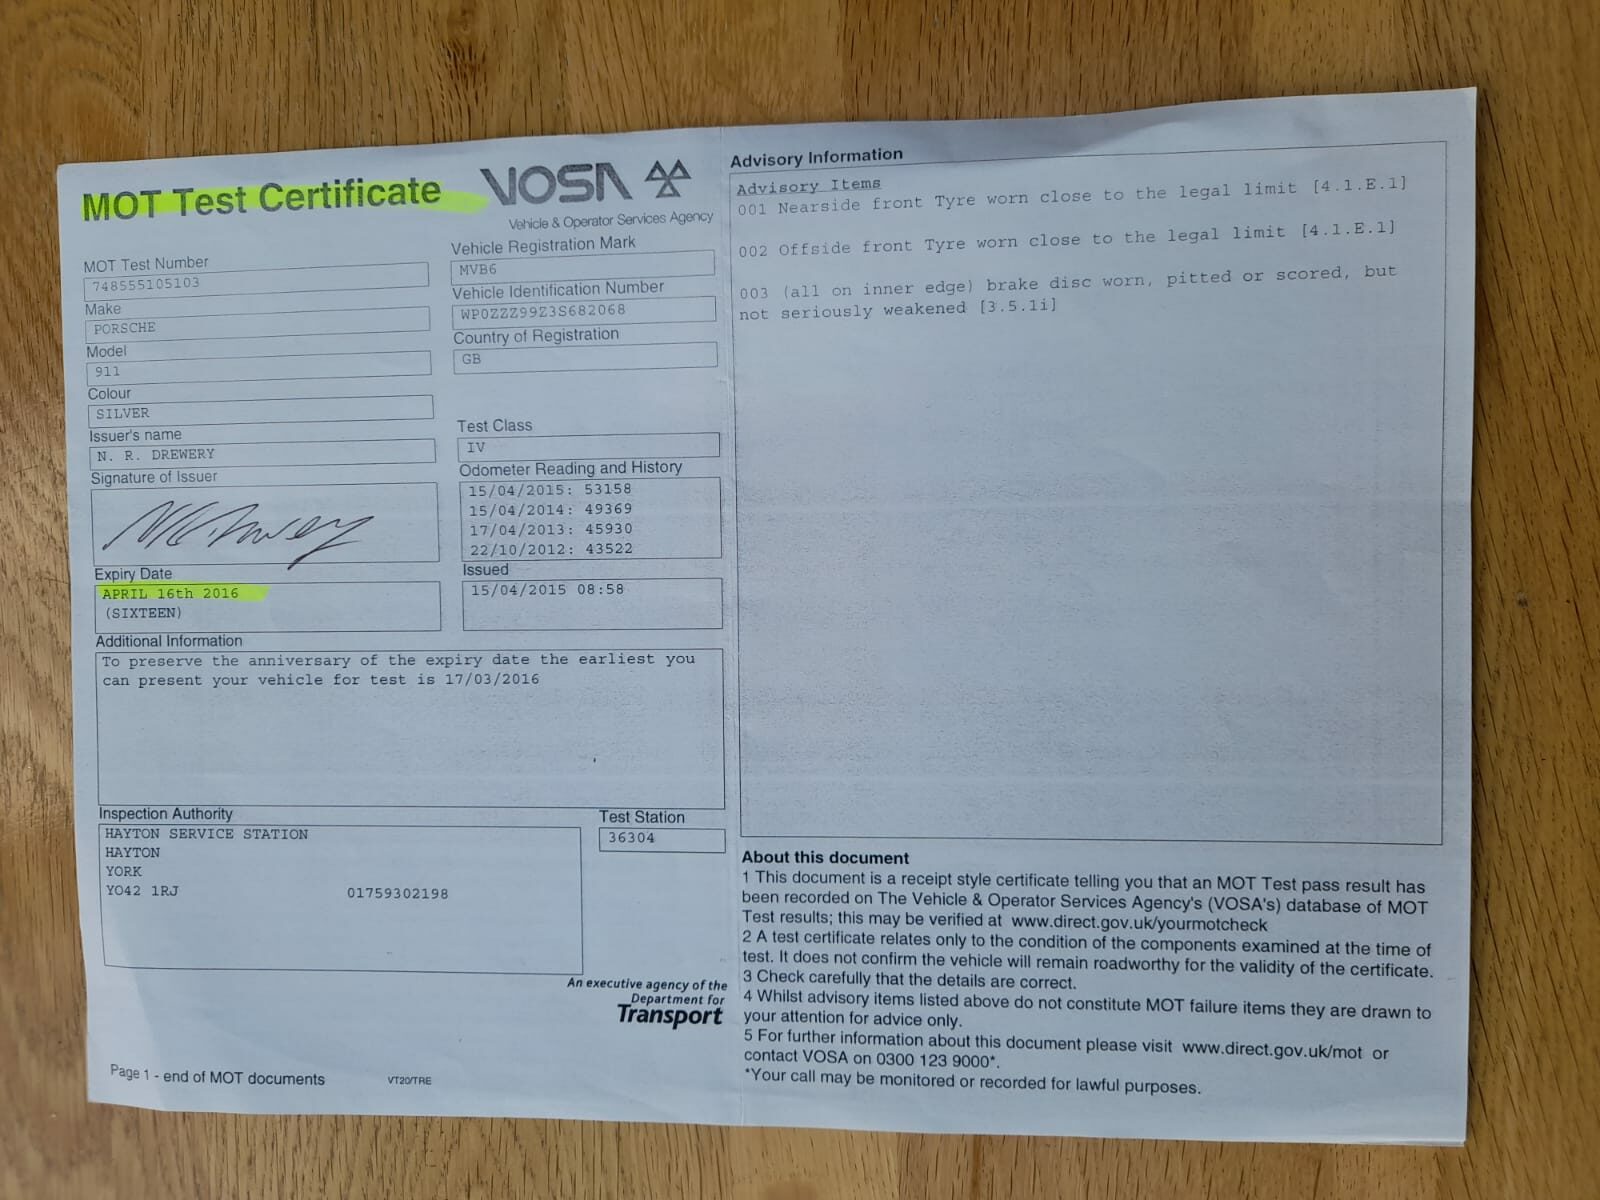 MOT Test Certificate
VOSA
Vehicle & Operator Services Agency
MOT Test Number
748555105103
Make
PORSCHE
Model
911
Colour
SILVER
Issuer's name
N. R. DREWERY
Signature of Issuer
Expiry Date
APRIL 16th 2016
(SIXTEEN)
Vehicle Registration Mark
MVB6
Vehicle Identification Number
WP0ZZZ99Z3S682068
Country of Registration
GB
Test Class
IV
Odometer Reading and History
15/04/2015: 53158
15/04/2014: 49369
17/04/2013: 45930
22/10/2012: 43522
Issued
15/04/2015 08:58
Additional Information
To preserve the anniversary of the expiry date the earliest you
can present your vehicle for test is 17/03/2016
Inspection Authority
HAYTON SERVICE STATION
HAYTON
YORK
YO42 1RJ 01759302198
Test Station
36304
An executive agency of the
Department for
Transport
Page 1 - end of MOT documents VT20/TRE
Advisory Information
Advisory Items
001 Nearside front Tyre worn close to the legal limit [4.1.E.1]
002 Offside front Tyre worn close to the legal limit [4.1.E.1]
003 (all on inner edge) brake disc worn, pitted or scored, but
not seriously weakened [3.5.1i]
About this document
1 This document is a receipt style certificate telling you that an MOT Test pass result has
been recorded on The Vehicle & Operator Services Agency's (VOSA's) database of MOT
Test results; this may be verified at www.direct.gov.uk/yourmotcheck
2 A test certificate relates only to the condition of the components examined at the time of
test. It does not confirm the vehicle will remain roadworthy for the validity of the certificate.
3 Check carefully that the details are correct.
4 Whilst advisory items listed above do not constitute MOT failure items they are drawn to
your attention for advice only.
5 For further information about this document please visit www.direct.gov.uk/mot or
contact VOSA on 0300 123 9000*.
*Your call may be monitored or recorded for lawful purposes.